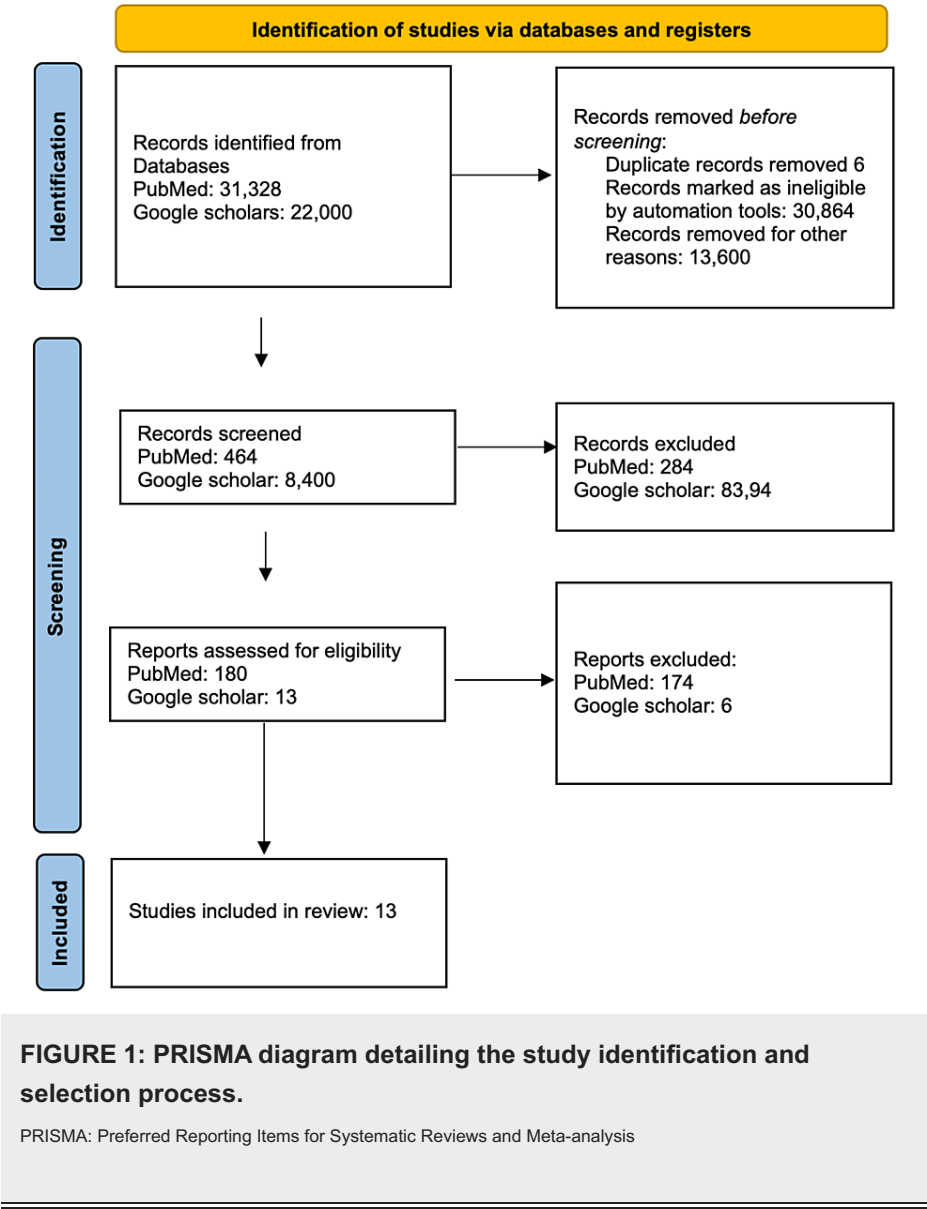 Identification of studies via databases and registers
Identification
Records identified from
Databases
PubMed: 31,328
Google scholars: 22,000
Records removed before
screening:
Duplicate records removed 6
Records marked as ineligible
by automation tools: 30,864
Records removed for other
reasons: 13,600
Screening
Records screened
PubMed: 464
Google scholar: 8,400
Records excluded
PubMed: 284
Google scholar: 83,94
Reports assessed for eligibility
PubMed: 180
Google scholar: 13
Reports excluded:
PubMed: 174
Google scholar: 6
Included
Studies included in review: 13
FIGURE 1: PRISMA diagram detailing the study identification and
selection process.
PRISMA: Preferred Reporting Items for Systematic Reviews and Meta-analysis